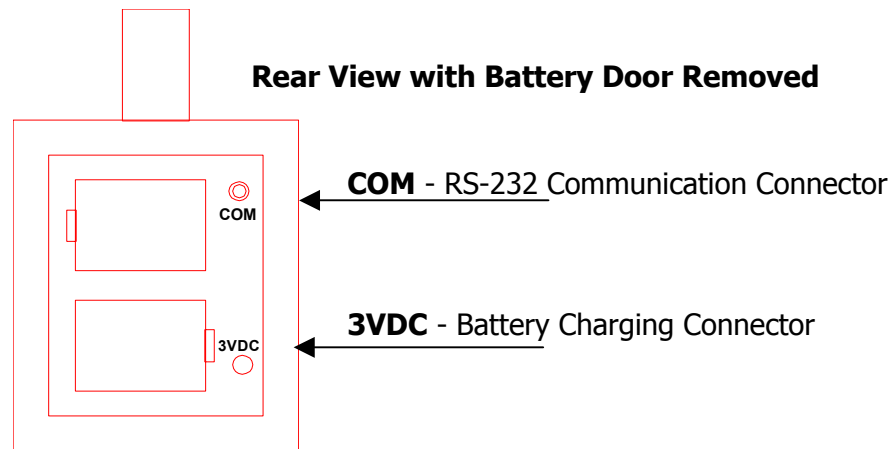 Rear View with Battery Door Removed
COM - RS-232 Communication Connector
COM
3VDC - Battery Charging Connector
3VDC